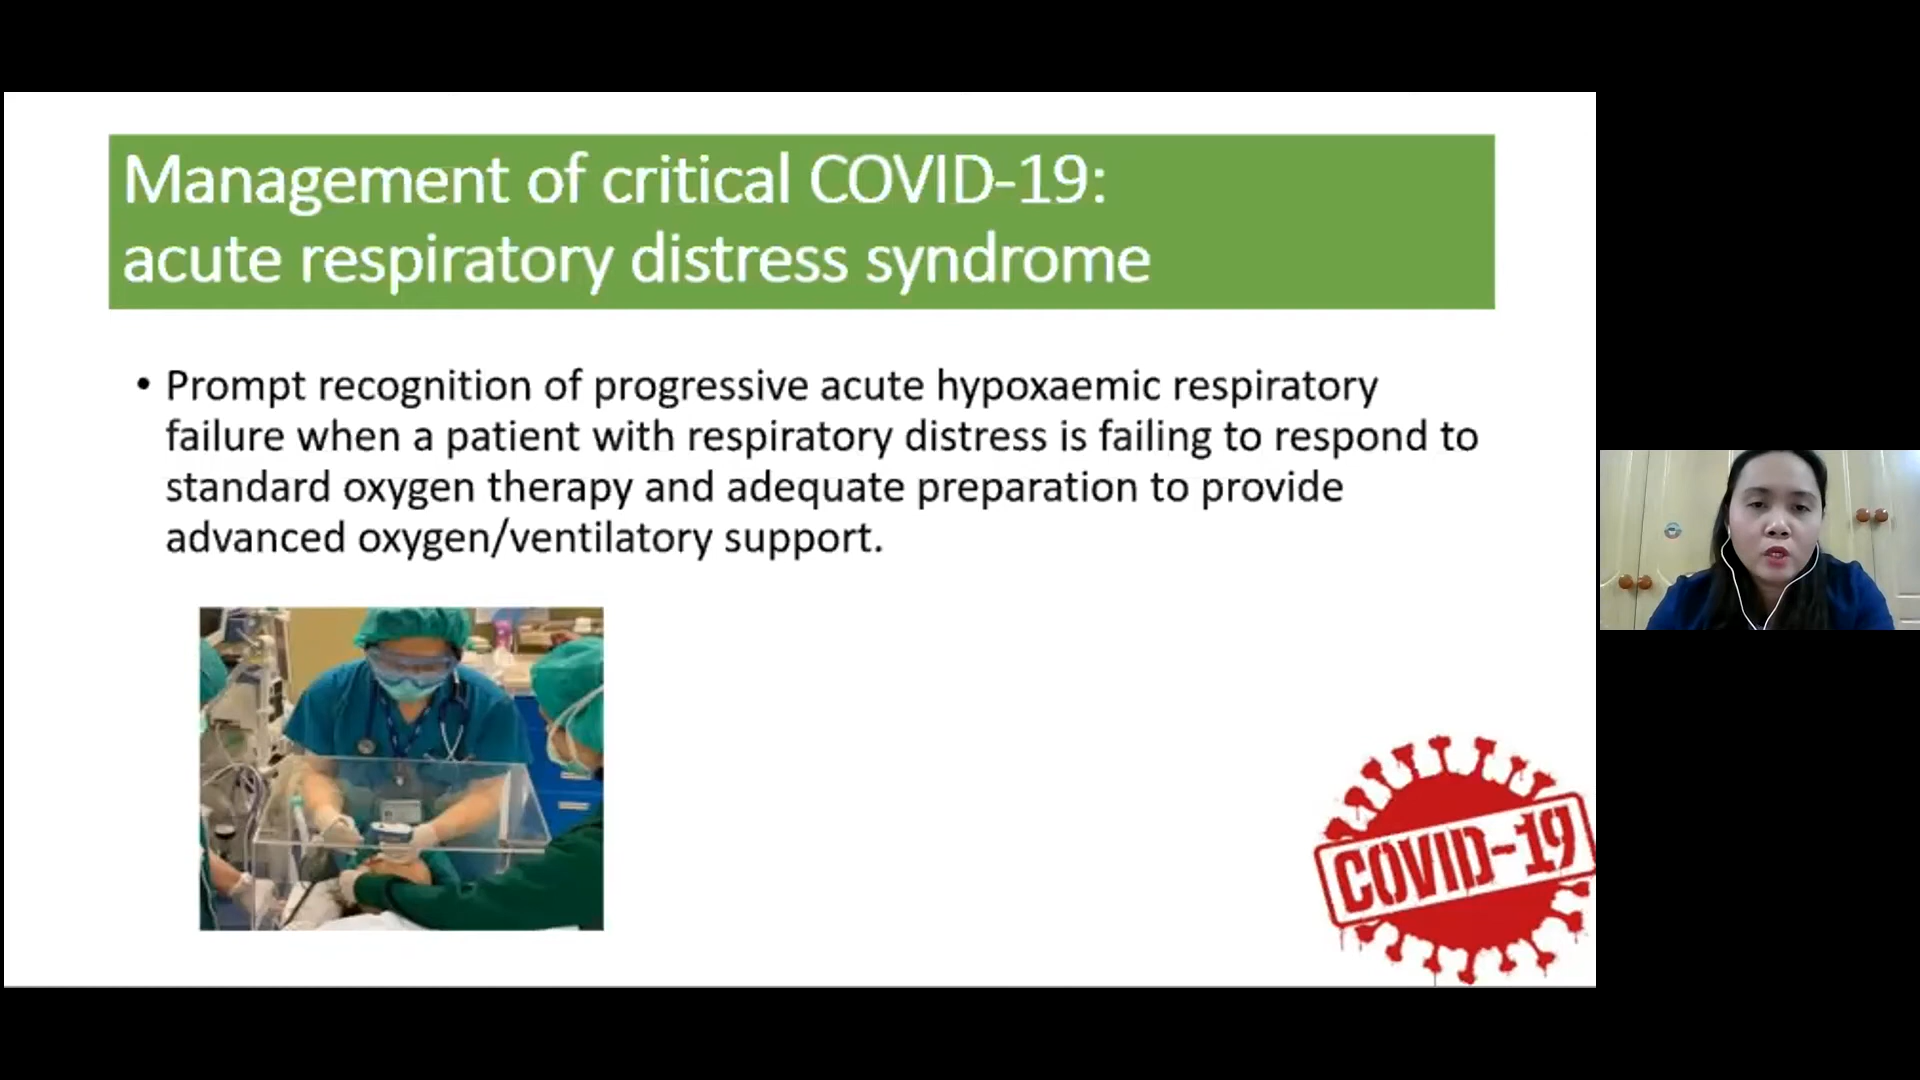 Management of critical COVID-19:
acute respiratory distress syndrome
• Prompt recognition of progressive acute hypoxaemic respiratory
failure when a patient with respiratory distress is failing to respond to
standard oxygen therapy and adequate preparation to provide
advanced oxygen/ventilatory support.
COVID-19